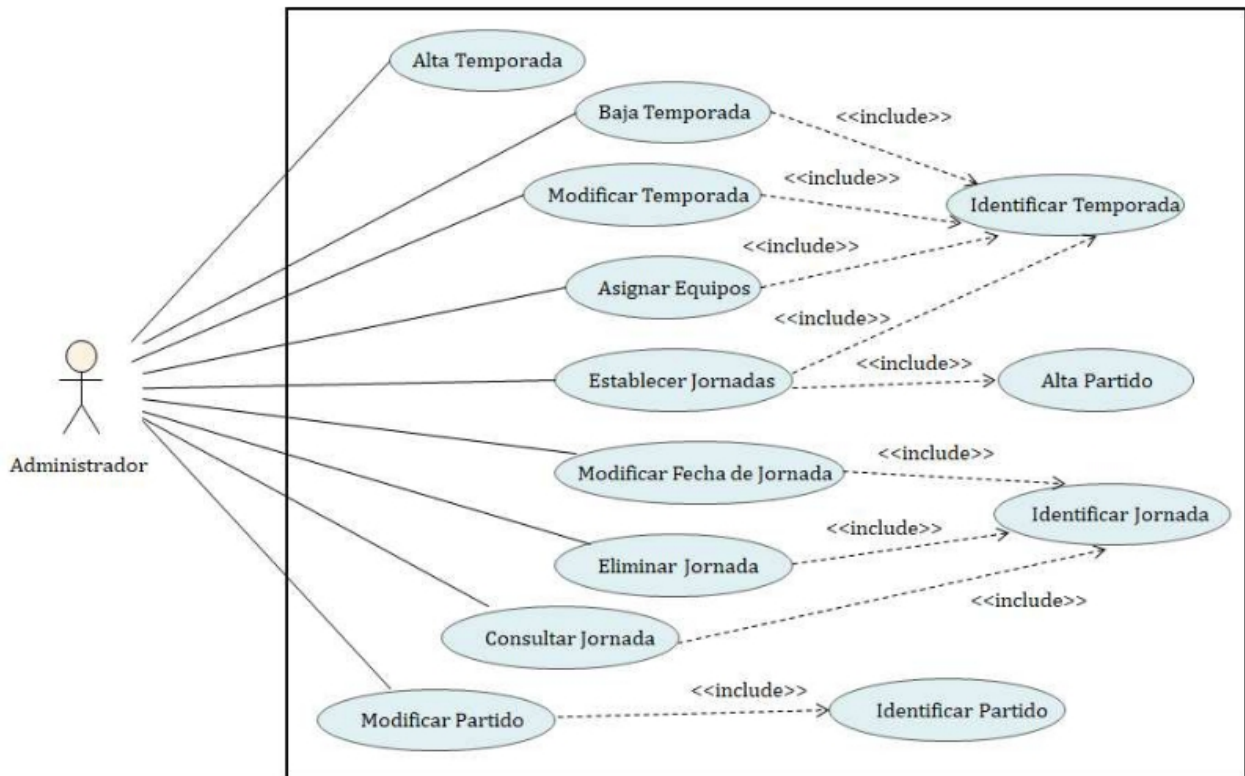 Alta Temporada
Baja Temporada
<<include>>
Modificar Temporada
<<include>>
Identificar Temporada
<<include>>
Asignar Equipos
<<include>>
Establecer Jornadas
Alta Partido
Administrador
<<include>>
Modificar Fecha de Jornada
Identificar Jornada
<<include>>
Eliminar Jornada
<<include>>
Consultar Jornada
<<include>>
Modificar Partido
Identificar Partido